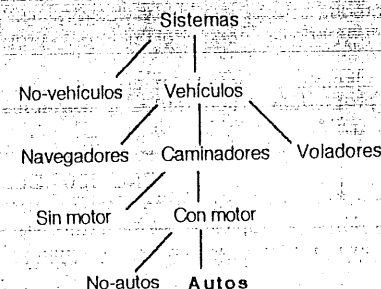 Sistemas
No-vehículos Vehículos
Navegadores Caminadores Voladores
Sin motor Con motor
No-autos Autos